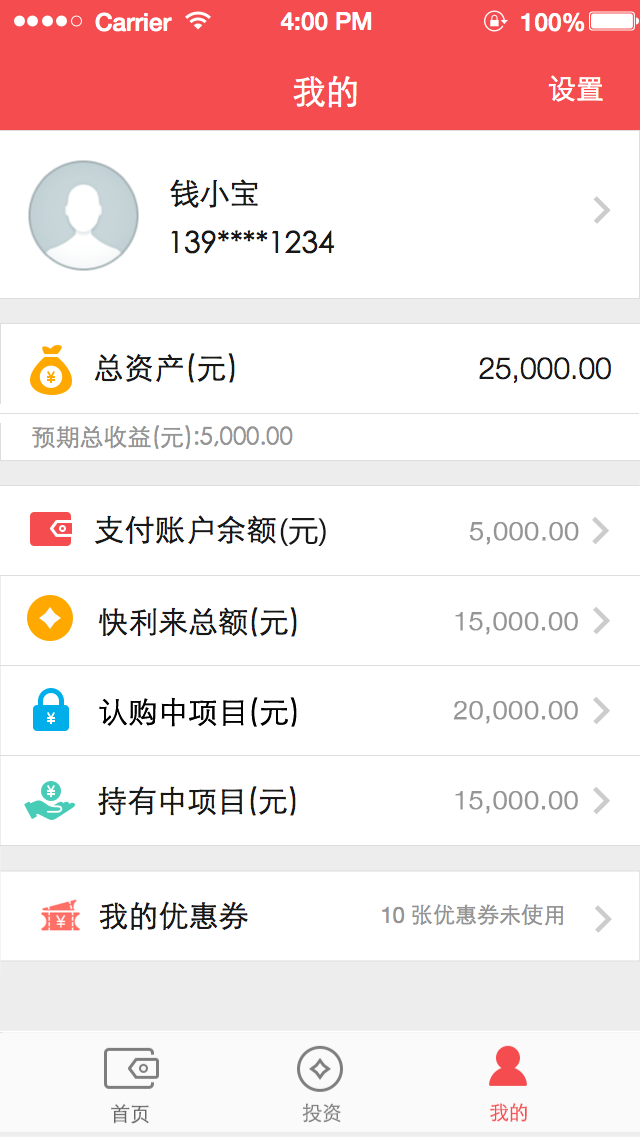 Carrier 4:00 PM 100%
我的 设置
钱小宝
139****1234
总资产(元) 25,000.00
预期总收益(元):5,000.00
支付账户余额(元) 5,000.00
快利来总额(元) 15,000.00
认购中项目(元) 20,000.00
持有中项目(元) 15,000.00
我的优惠券 10 张优惠券未使用
首页 投资 我的